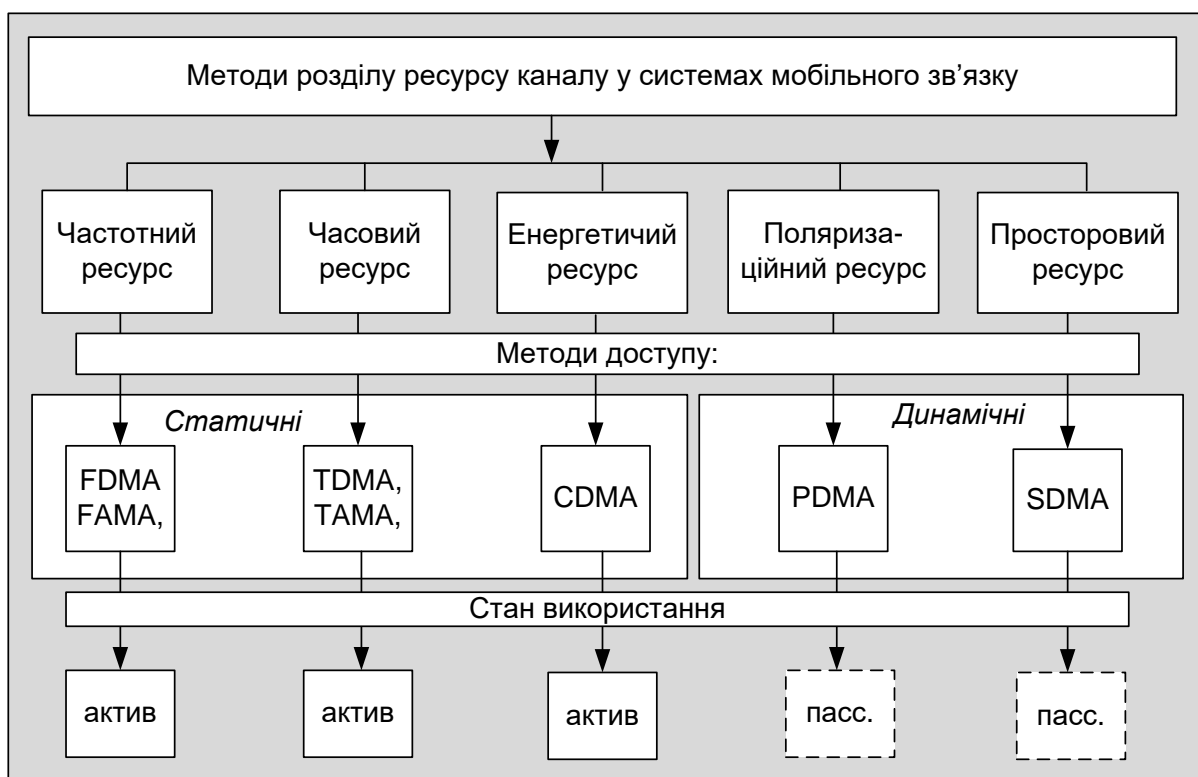 Методи розділу ресурсу каналу у системах мобільного зв’язку
Частотний
ресурс
Часовий
ресурс
Енергетичий
ресурс
Поляриза-
ційний ресурс
Просторовий
ресурс
Методи доступу:
Статичні
Динамічні
FDMA
FAMA,
TDMA,
TAMA,
CDMA
PDMA
SDMA
Стан використання
актив
актив
актив
пасс.
пасс.